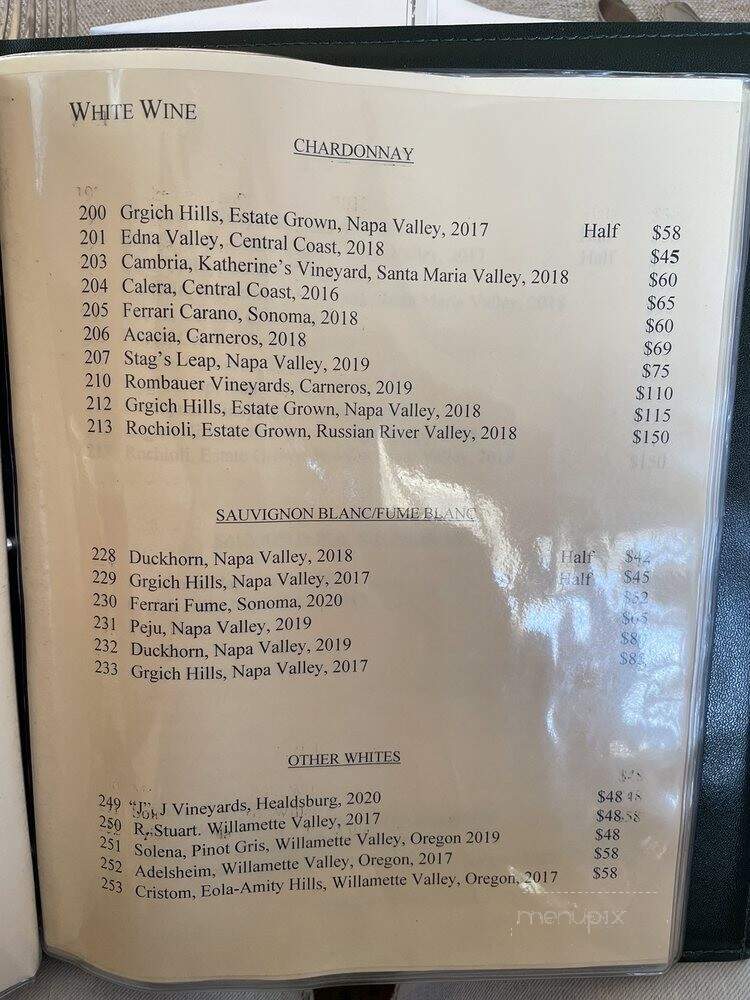 WHITE WINE
CHARDONNAY
200 Grgich Hills, Estate Grown, Napa Valley, 2017 Half $58
201 Edna Valley, Central Coast, 2018 $45
203 Cambria, Katherine's Vineyard, Santa Maria Valley, 2018 $60
204 Calera, Central Coast, 2016 $65
205 Ferrari Carano, Sonoma, 2018 $60
206 Acacia, Carneros, 2018 $69
207 Stag's Leap, Napa Valley, 2019 $75
210 Rombauer Vineyards, Carneros, 2019 $110
212 Grgich Hills, Estate Grown, Napa Valley, 2018 $115
213 Rochioli, Estate Grown, Russian River Valley, 2018 $150
SAUVIGNON BLANC/FUME BLANC
228 Duckhorn, Napa Valley, 2018 Half $42
229 Grgich Hills, Napa Valley, 2017 Half $45
230 Ferrari Fume, Sonoma, 2020 $52
231 Peju, Napa Valley, 2019 $65
232 Duckhorn, Napa Valley, 2019
233 Grgich Hills, Napa Valley, 2017
OTHER WHITES
249 "J", J Vineyards, Healdsburg, 2020 $48
250 R. Stuart. Willamette Valley, 2017 $48
251 Solena, Pinot Gris, Willamette Valley, Oregon 2019 $48
252 Adelsheim, Willamette Valley, Oregon, 2017 $58
253 Cristom, Eola-Amity Hills, Willamette Valley, Oregon, 2017 $58
menupix